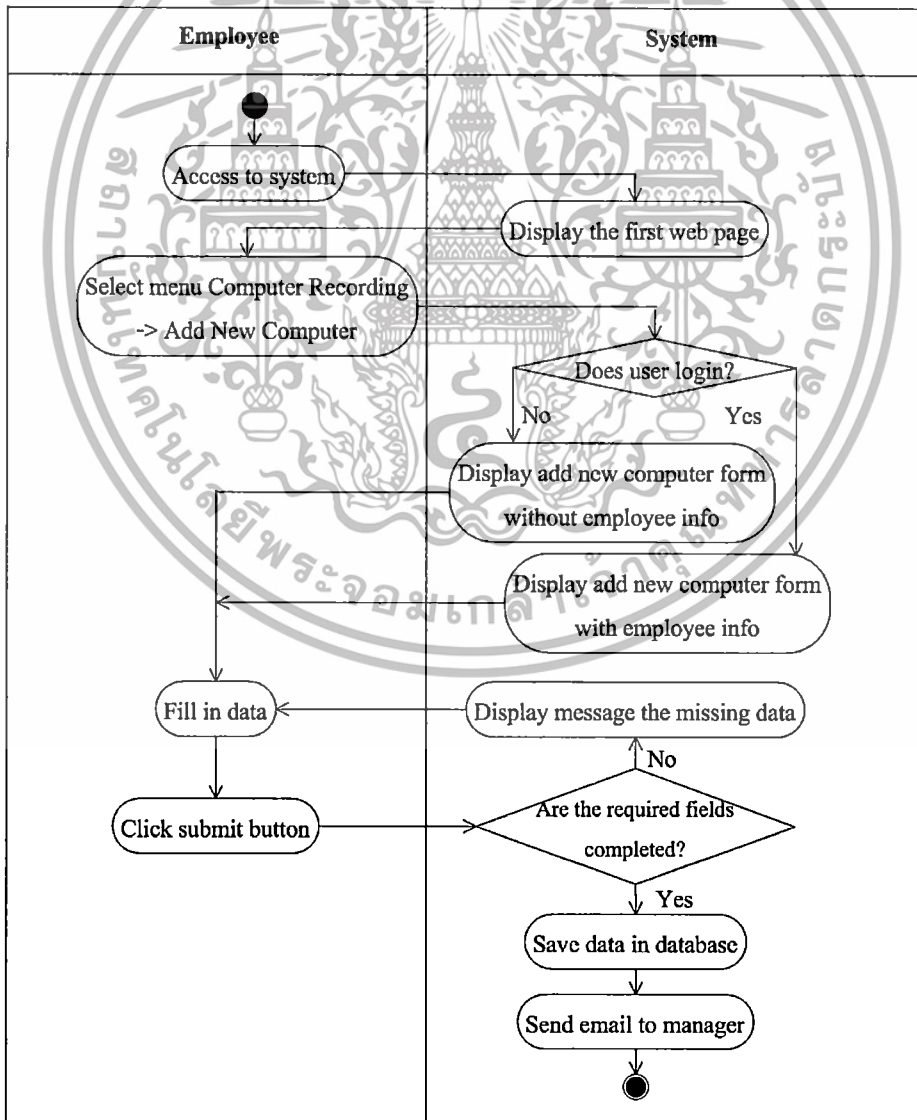 Employee
System
Access to system
Display the first web page
Select menu Computer Recording
-> Add New Computer
Does user login?
No
Yes
Display add new computer form
without employee info
Display add new computer form
with employee info
Fill in data
Display message the missing data
No
Click submit button
Are the required fields
completed?
Yes
Save data in database
Send email to manager